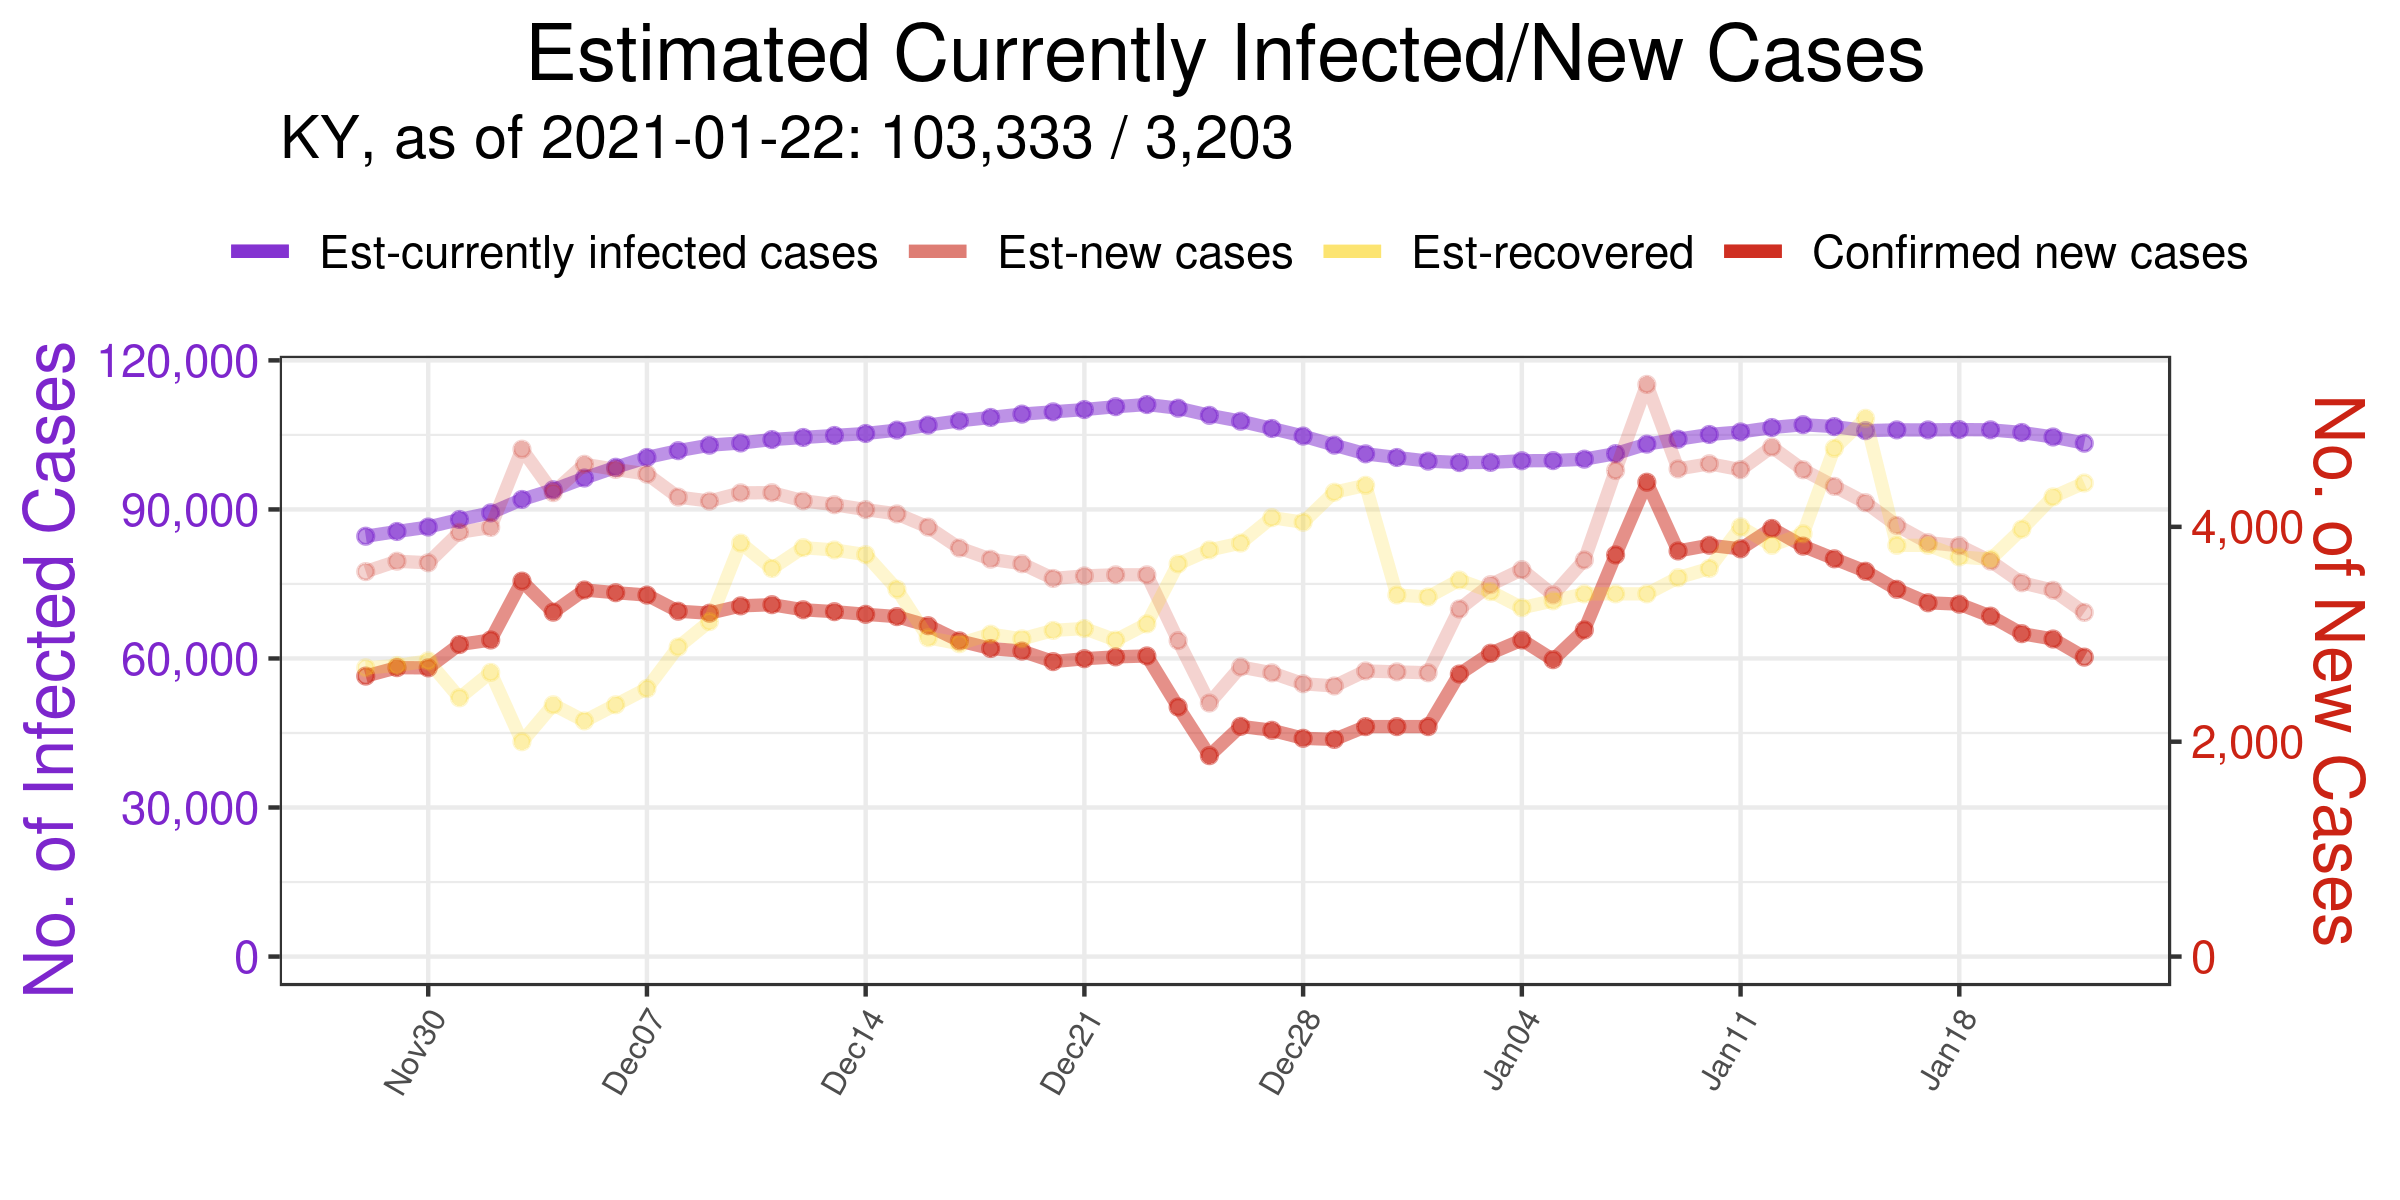 Estimated Currently Infected/New Cases
KY, as of 2021-01-22: 103,333 / 3,203
Est-currently infected cases Est-new cases Est-recovered Confirmed new cases
No. of Infected Cases
120,000
90,000
60,000
30,000
0
4,000
2,000
0
No. of New Cases
Nov30 Dec07 Dec14 Dec21 Dec28 Jan04 Jan11 Jan18